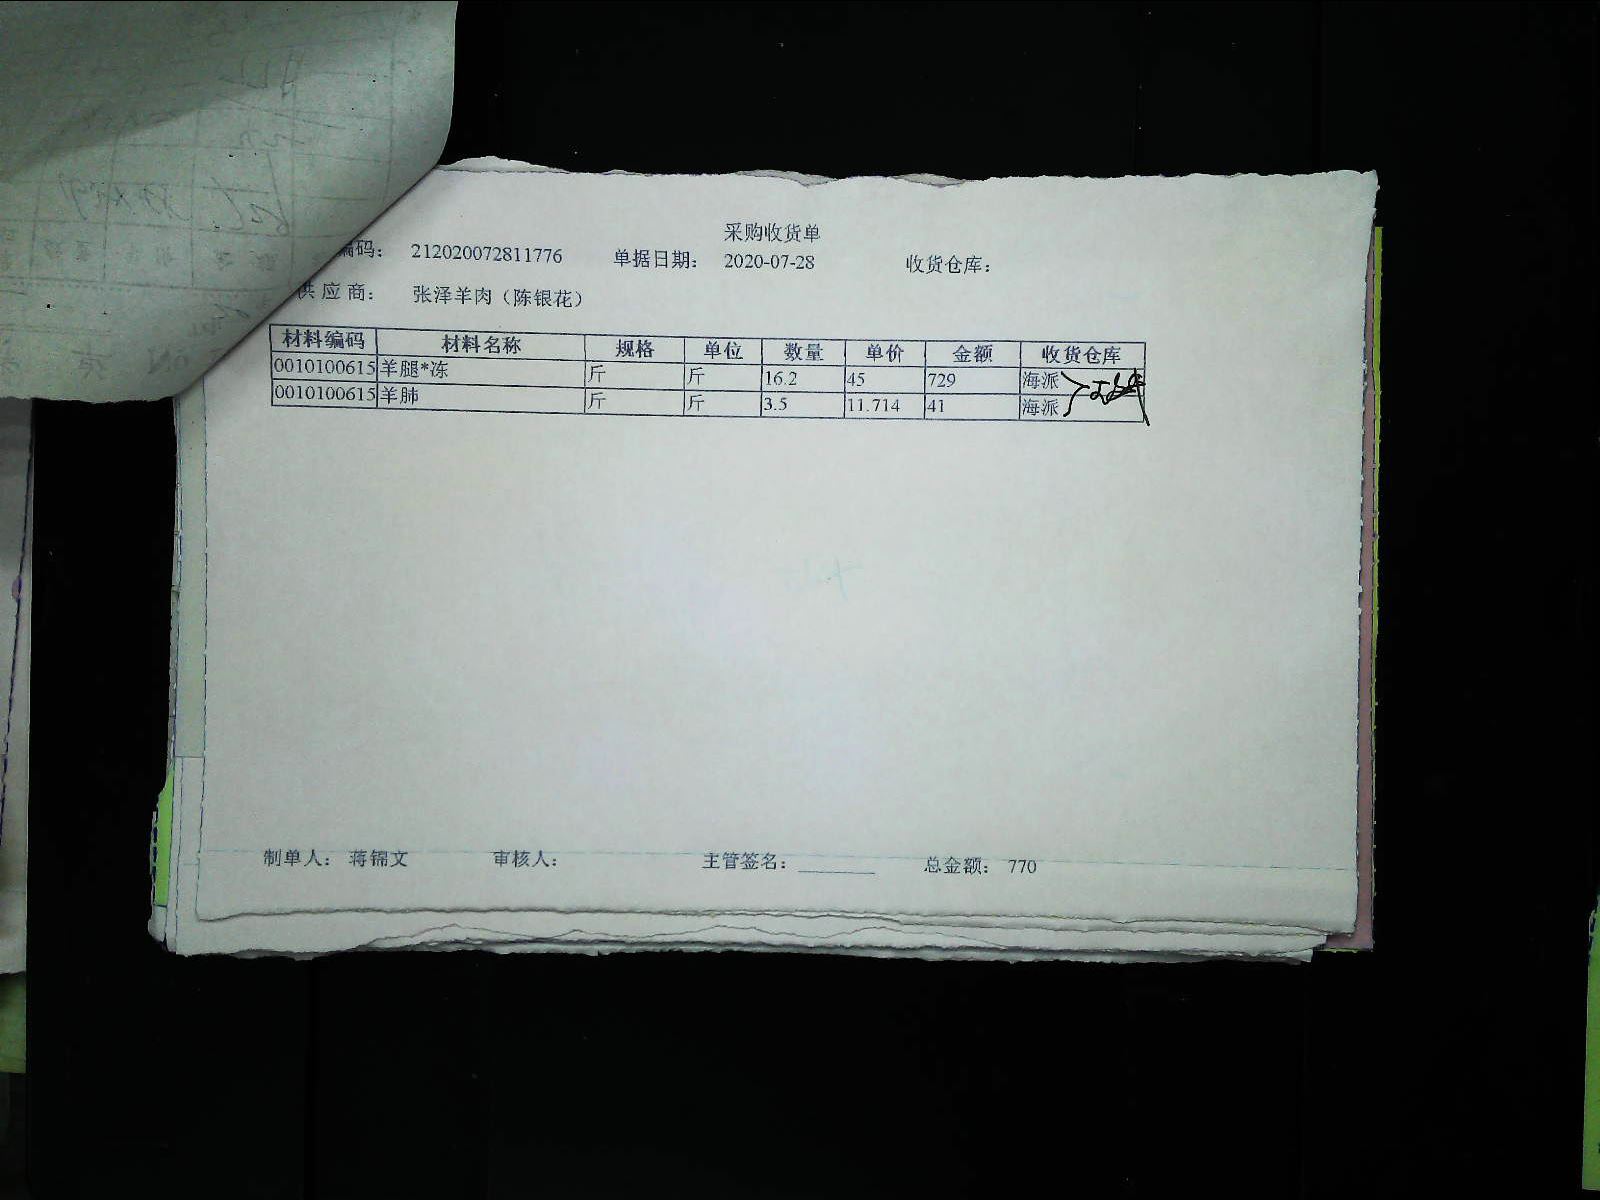 采购收货单
编码： 212020072811776 单据日期： 2020-07-28 收货仓库：
供应商： 张泽羊肉（陈银花）
材料编码 材料名称 规格 单位 数量 单价 金额 收货仓库
0010100615 羊腿*冻 斤 斤 16.2 45 729 海派
0010100615 羊肺 斤 斤 3.5 11.714 41 海派
制单人： 蒋锦文 审核人： 主管签名： 总金额： 770